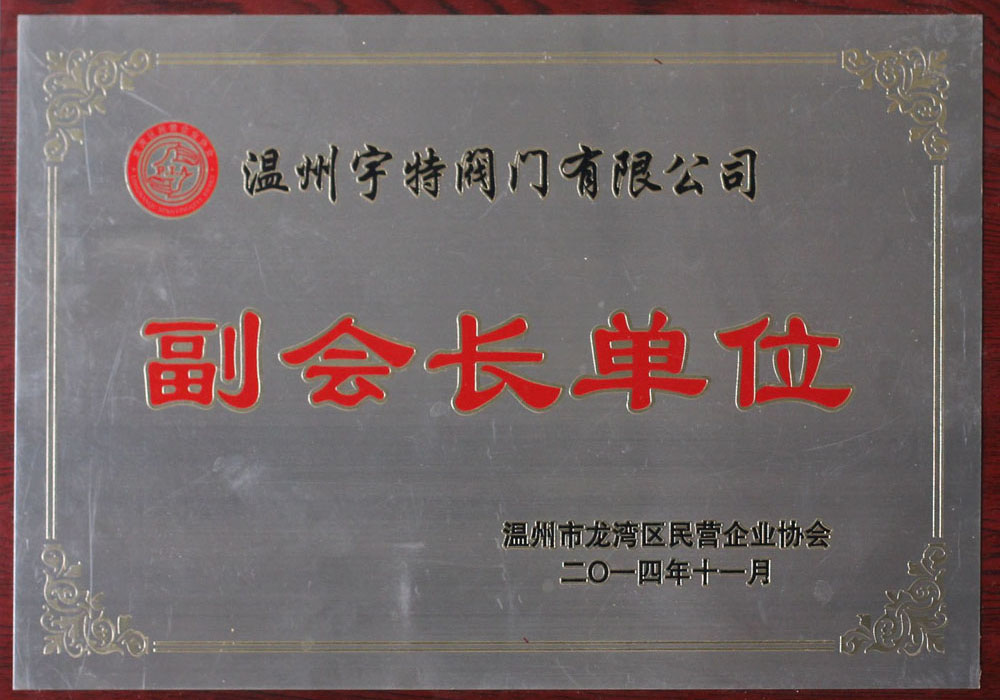 温州宇特阀门有限公司
P.I.A
副会长单位
温州市龙湾区民营企业协会
二〇一四年十一月